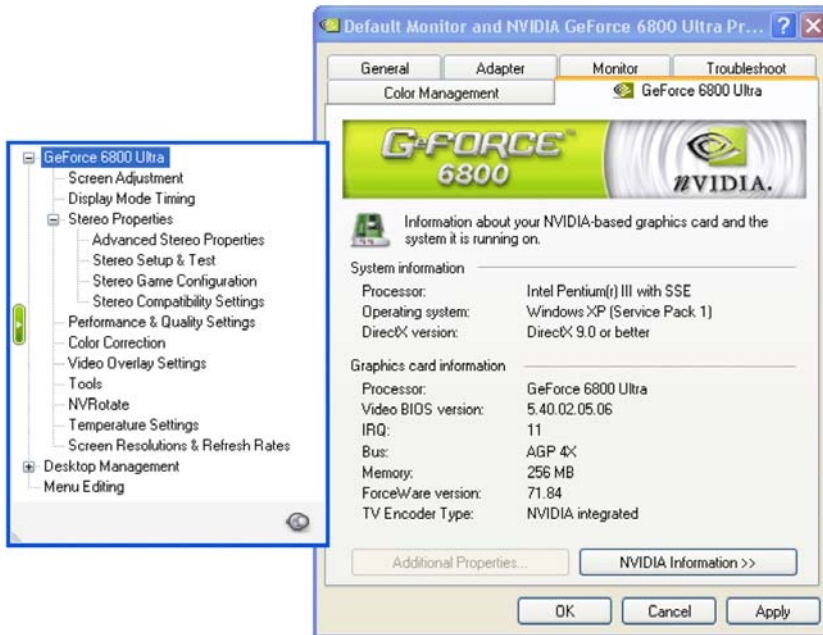 Default Monitor and NVIDIA GeForce 6800 Ultra Pr...
General Adapter Monitor Troubleshoot
Color Management GeForce 6800 Ultra
GEFORCE™
6800
nVIDIA.
Information about your NVIDIA-based graphics card and the
system it is running on.
System information
Processor: Intel Pentium(r) III with SSE
Operating system: Windows XP (Service Pack 1)
DirectX version: DirectX 9.0 or better
Graphics card information
Processor: GeForce 6800 Ultra
Video BIOS version: 5.40.02.05.06
IRQ: 11
Bus: AGP 4X
Memory: 256 MB
ForceWare version: 71.84
TV Encoder Type: NVIDIA integrated
Additional Properties... NVIDIA Information >>
OK Cancel Apply
GeForce 6800 Ultra
Screen Adjustment
Display Mode Timing
Stereo Properties
Advanced Stereo Properties
Stereo Setup & Test
Stereo Game Configuration
Stereo Compatibility Settings
Performance & Quality Settings
Color Correction
Video Overlay Settings
Tools
NVRotate
Temperature Settings
Screen Resolutions & Refresh Rates
Desktop Management
Menu Editing